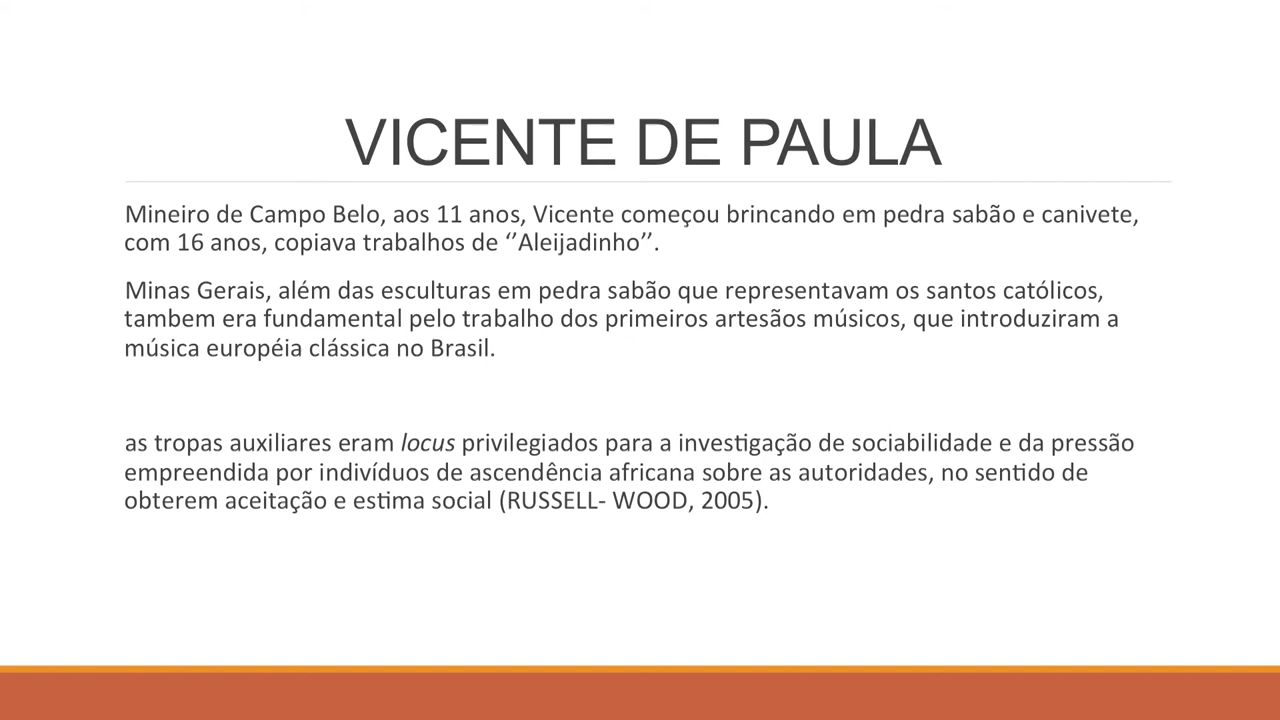 VICENTE DE PAULA
Mineiro de Campo Belo, aos 11 anos, Vicente começou brincando em pedra sabão e canivete,
com 16 anos, copiava trabalhos de ‘’Aleijadinho’’.
Minas Gerais, além das esculturas em pedra sabão que representavam os santos católicos,
tambem era fundamental pelo trabalho dos primeiros artesãos músicos, que introduziram a
música européia clássica no Brasil.
as tropas auxiliares eram locus privilegiados para a investigação de sociabilidade e da pressão
empreendida por indivíduos de ascendência africana sobre as autoridades, no sentido de
obterem aceitação e estima social (RUSSELL- WOOD, 2005).